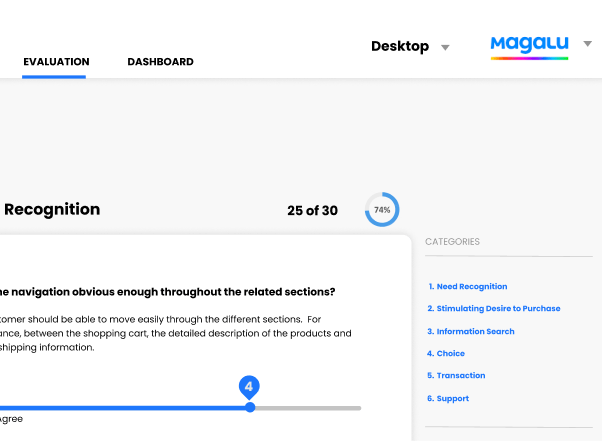 Desktop
MAGALU
EVALUATION DASHBOARD
Recognition
25 of 30
74%
CATEGORIES
navigation obvious enough throughout the related sections?
should be able to move easily through the different sections. For
between the shopping cart, the detailed description of the products and
shipping information.
4
Agree
1. Need Recognition
2. Stimulating Desire to Purchase
3. Information Search
4. Choice
5. Transaction
6. Support